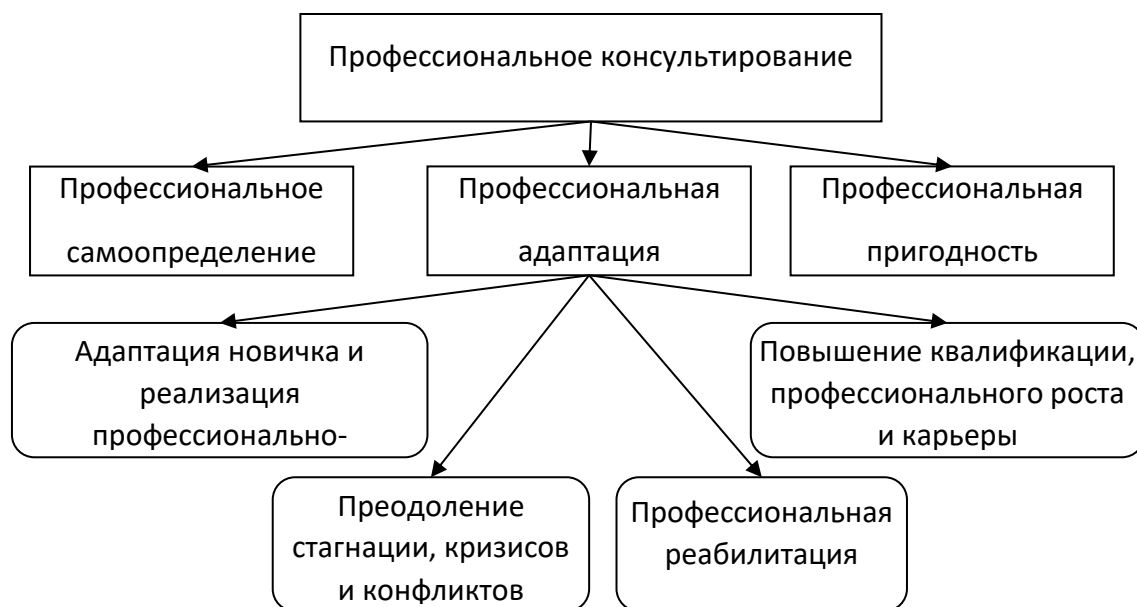 Профессиональное консультирование
Профессиональное
самоопределение
Профессиональная
адаптация
Профессиональная
пригодность
Адаптация новичка и
реализация
профессионально-
Повышение квалификации,
профессионального роста
и карьеры
Преодоление
стагнации, кризисов
и конфликтов
Профессиональная
реабилитация